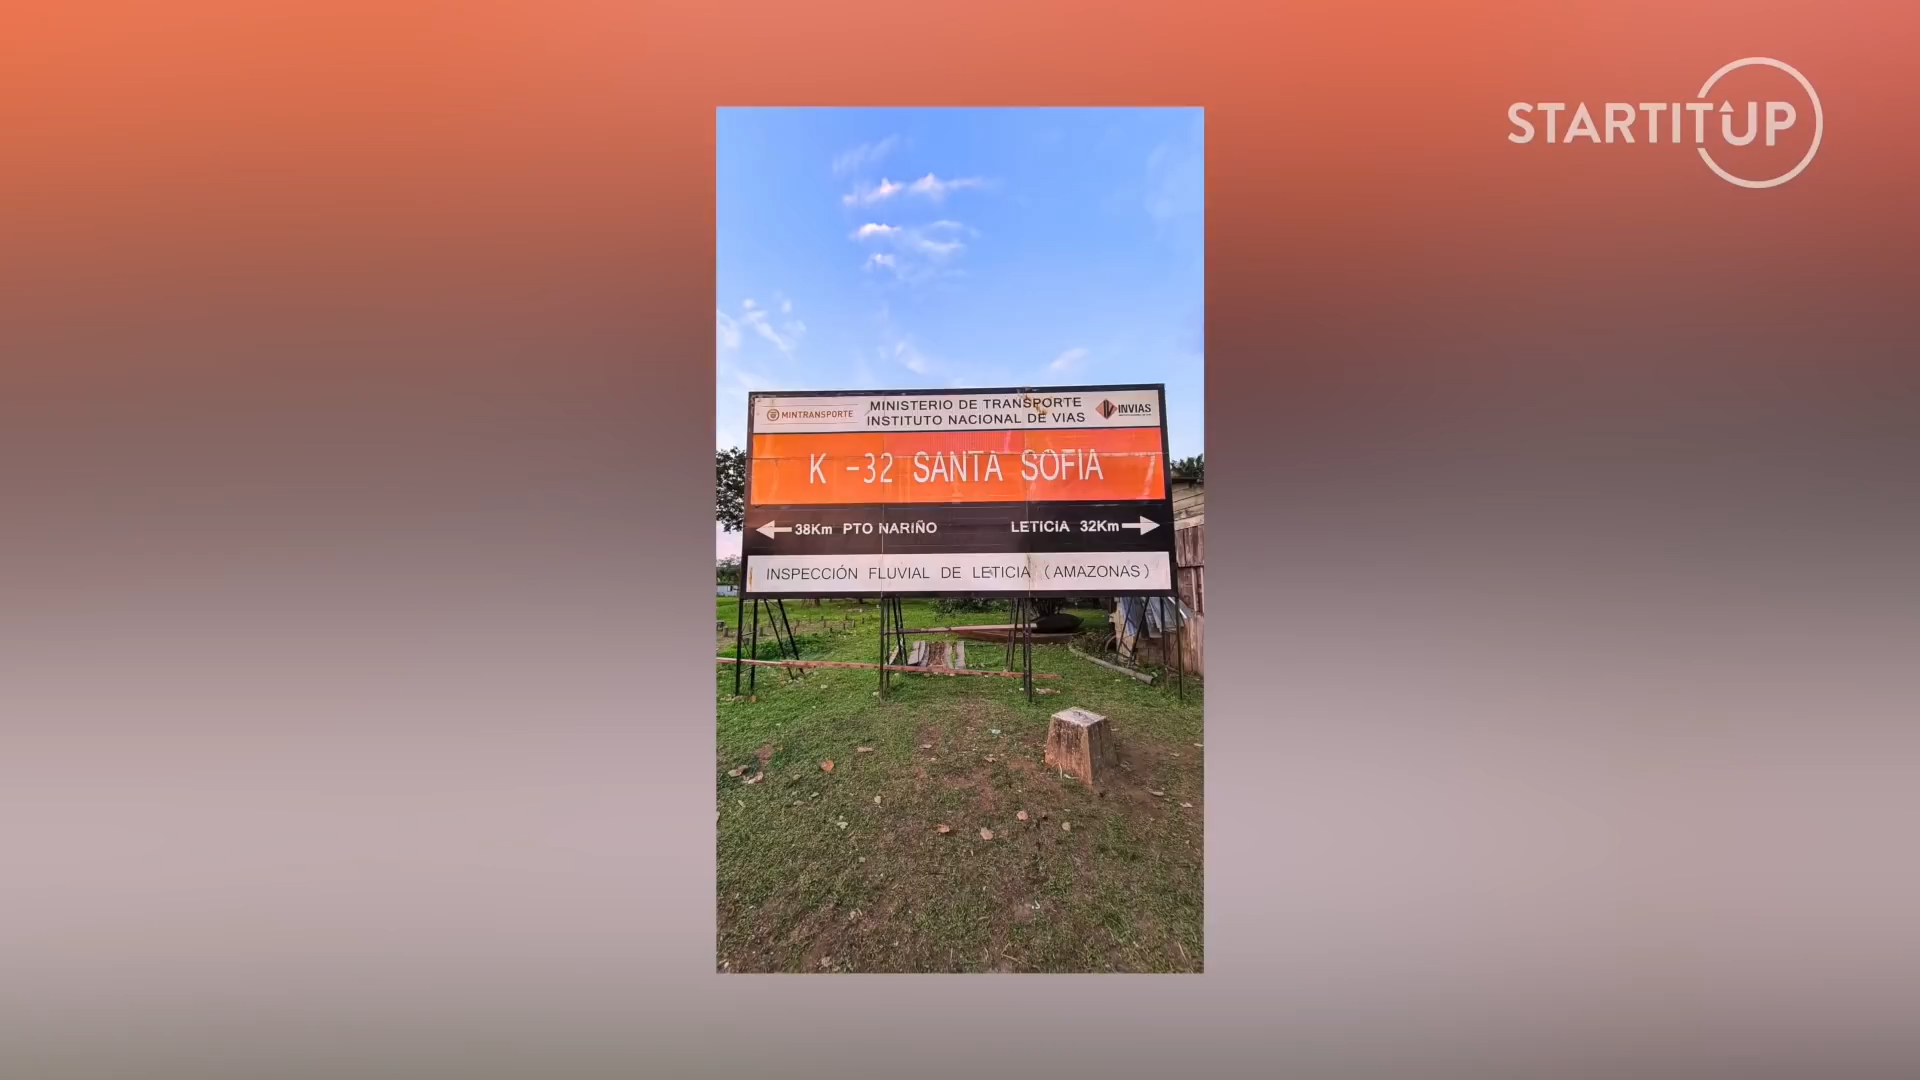 STARTITUP
MINTRANSPORTE
MINISTERIO DE TRANSPORTE
INSTITUTO NACIONAL DE VIAS
INVIAS
K -32 SANTA SOFIA
38Km PTO NARIÑO
LETICIA 32Km
INSPECCIÓN FLUVIAL DE LETICIA (AMAZONAS)